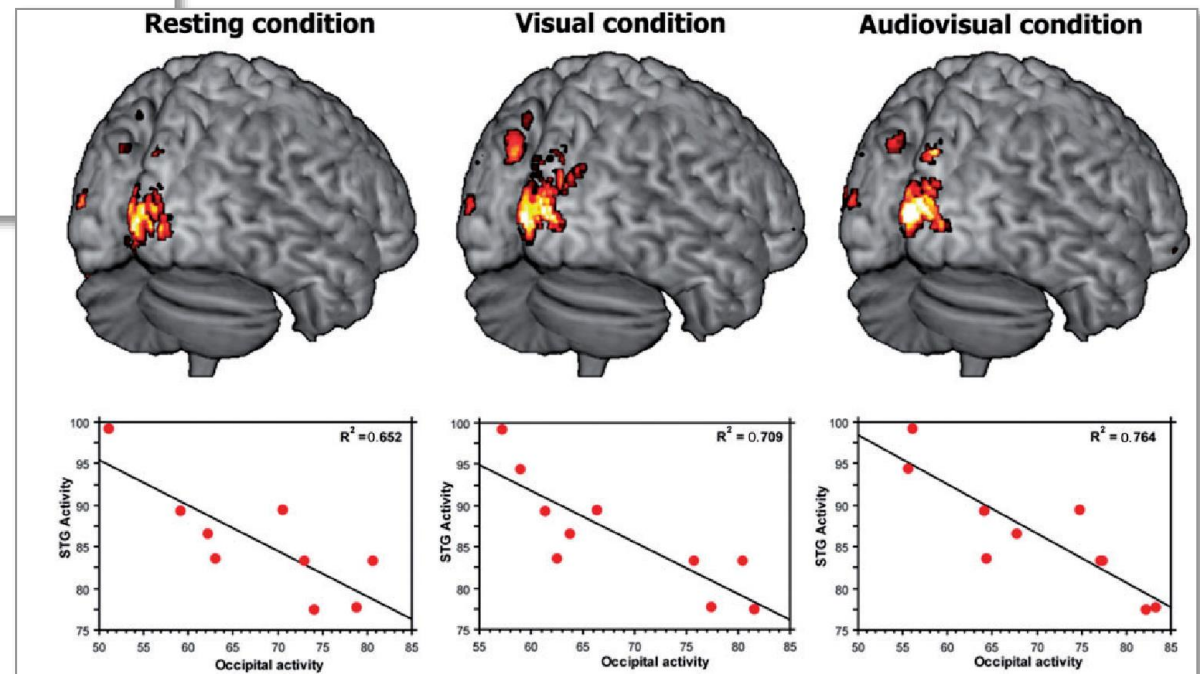 Resting condition
Visual condition
Audiovisual condition
R² = 0.652
100
95
90
85
80
75
STG Activity
50 55 60 65 70 75 80 85
Occipital activity
R² = 0.709
100
95
90
85
80
75
STG Activity
55 60 65 70 75 80 85
Occipital activity
R² = 0.764
100
95
90
85
80
75
STG Activity
50 55 60 65 70 75 80 85
Occipital activity